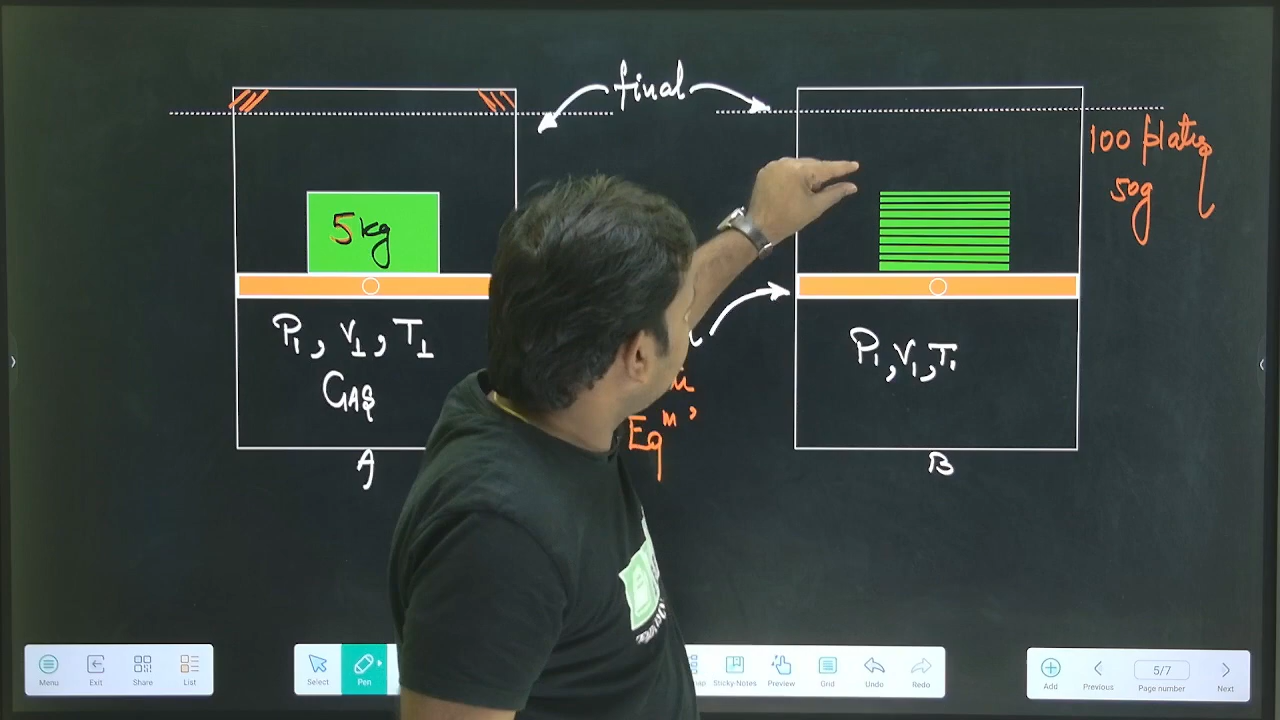 final
100 plates
50g
5kg
P1, V1, T1
GAS
P1, V1, T1
Eqm,
A
B
Menu
Exit
Share
List
Select
Pen
Sticky-Notes
Preview
Grid
Undo
Redo
Add
Previous
5/7
Page number
Next